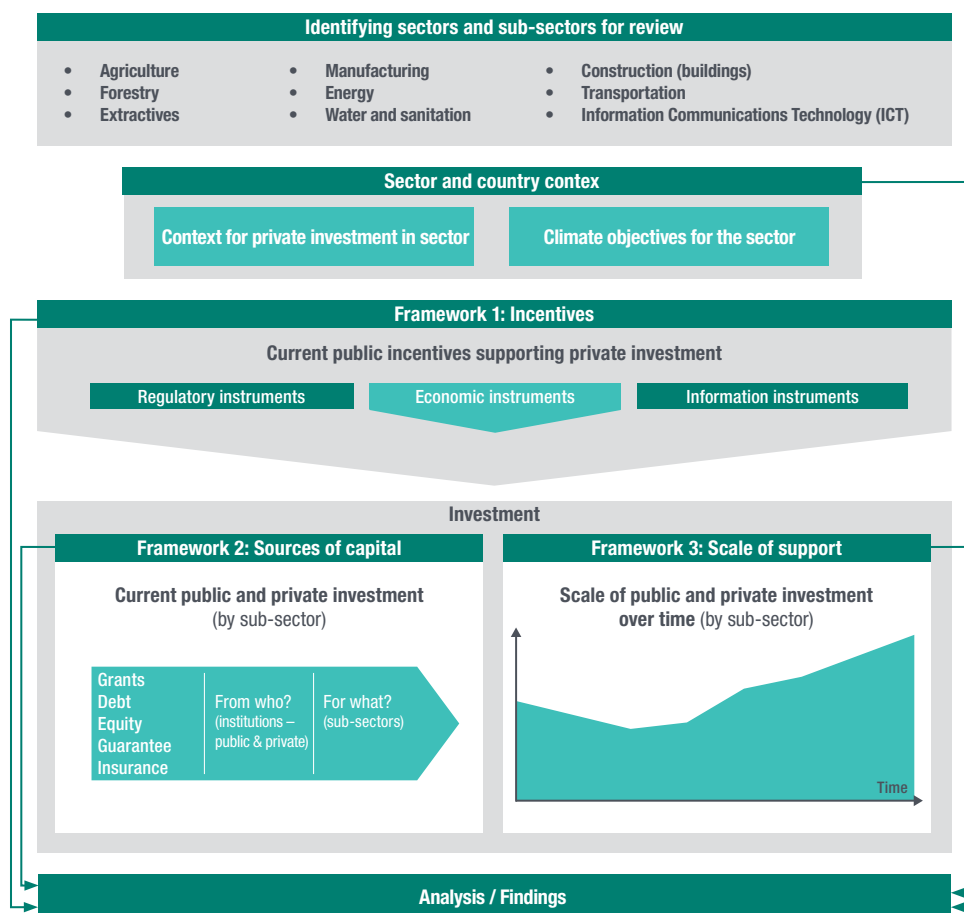 Identifying sectors and sub-sectors for review
• Agriculture
• Forestry
• Extractives
• Manufacturing
• Energy
• Water and sanitation
• Construction (buildings)
• Transportation
• Information Communications Technology (ICT)
Sector and country contex
Context for private investment in sector
Climate objectives for the sector
Framework 1: Incentives
Current public incentives supporting private investment
Regulatory instruments
Economic instruments
Information instruments
Investment
Framework 2: Sources of capital
Current public and private investment
(by sub-sector)
Grants
Debt
Equity
Guarantee
Insurance
From who?
(institutions –
public & private)
For what?
(sub-sectors)
Framework 3: Scale of support
Scale of public and private investment
over time (by sub-sector)
Time
Analysis / Findings